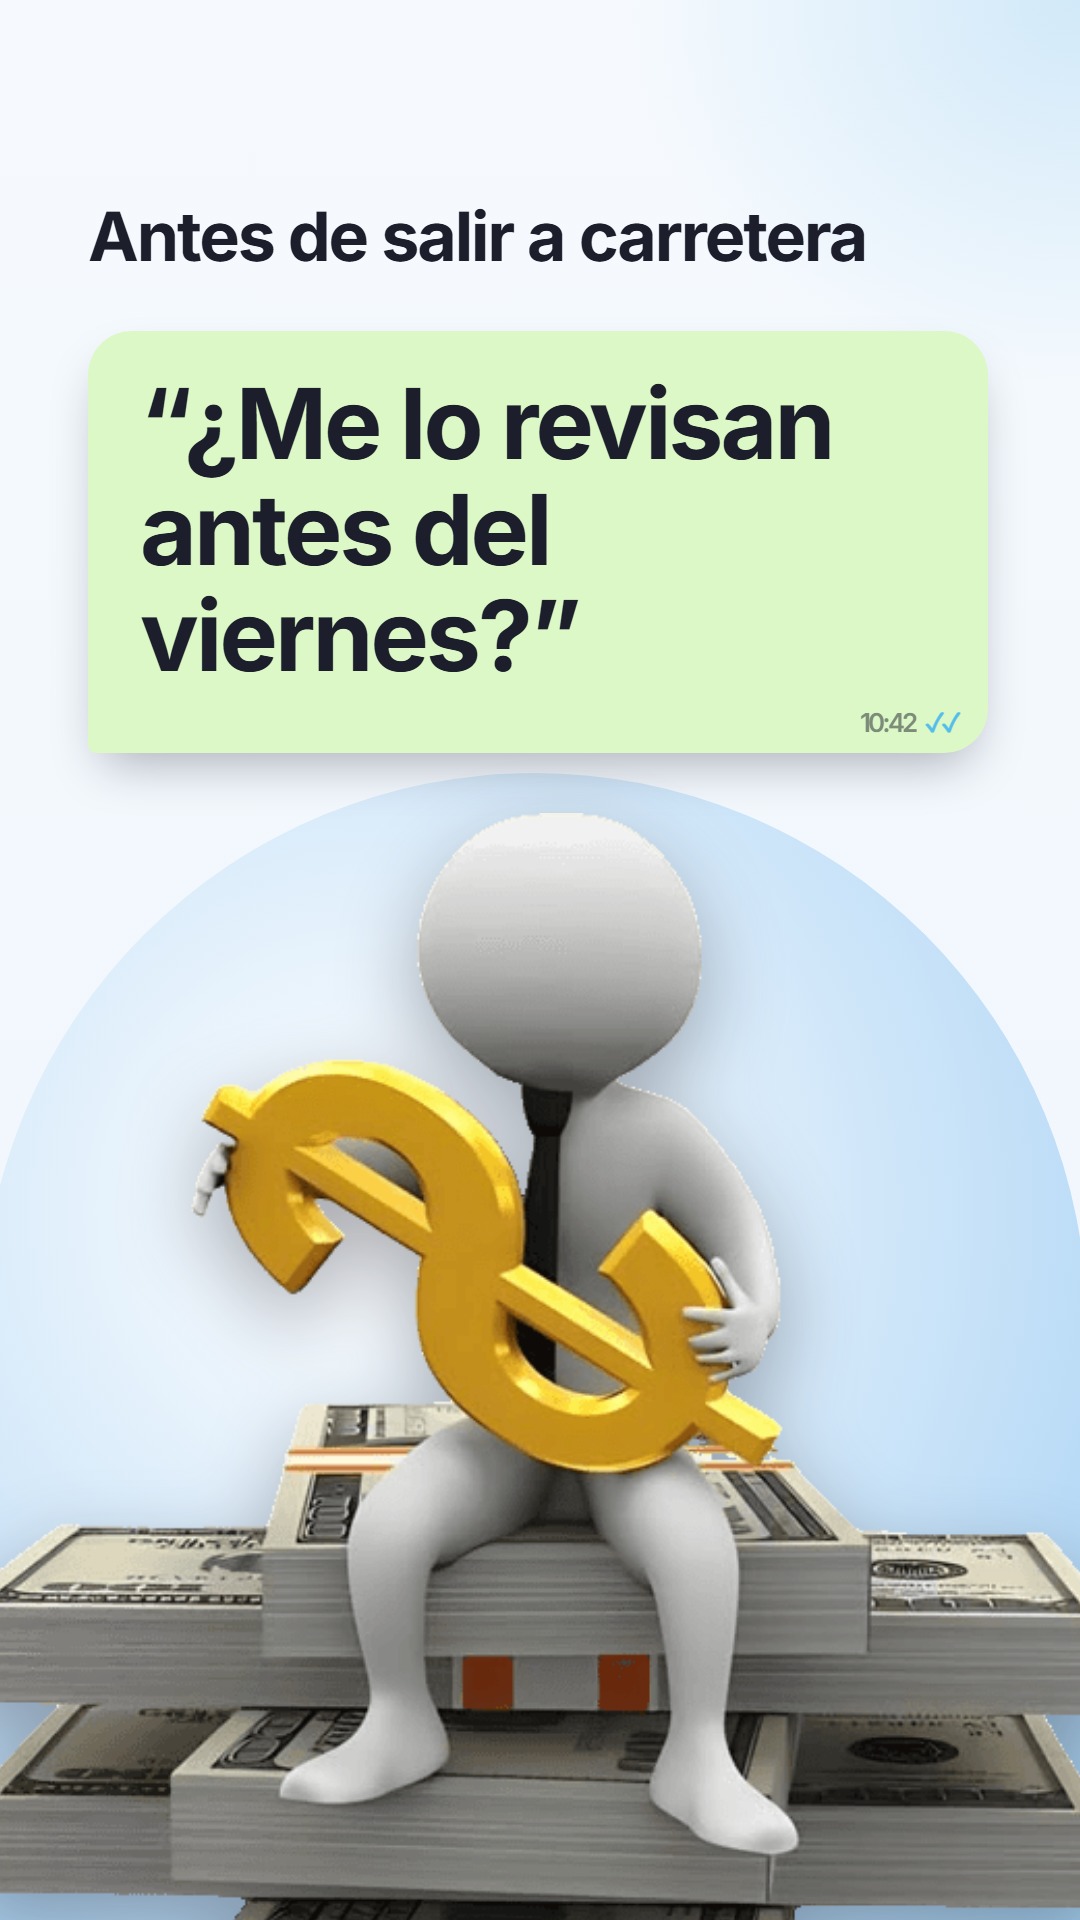 Antes de salir a carretera
“¿Me lo revisan
antes del
viernes?”
10:42